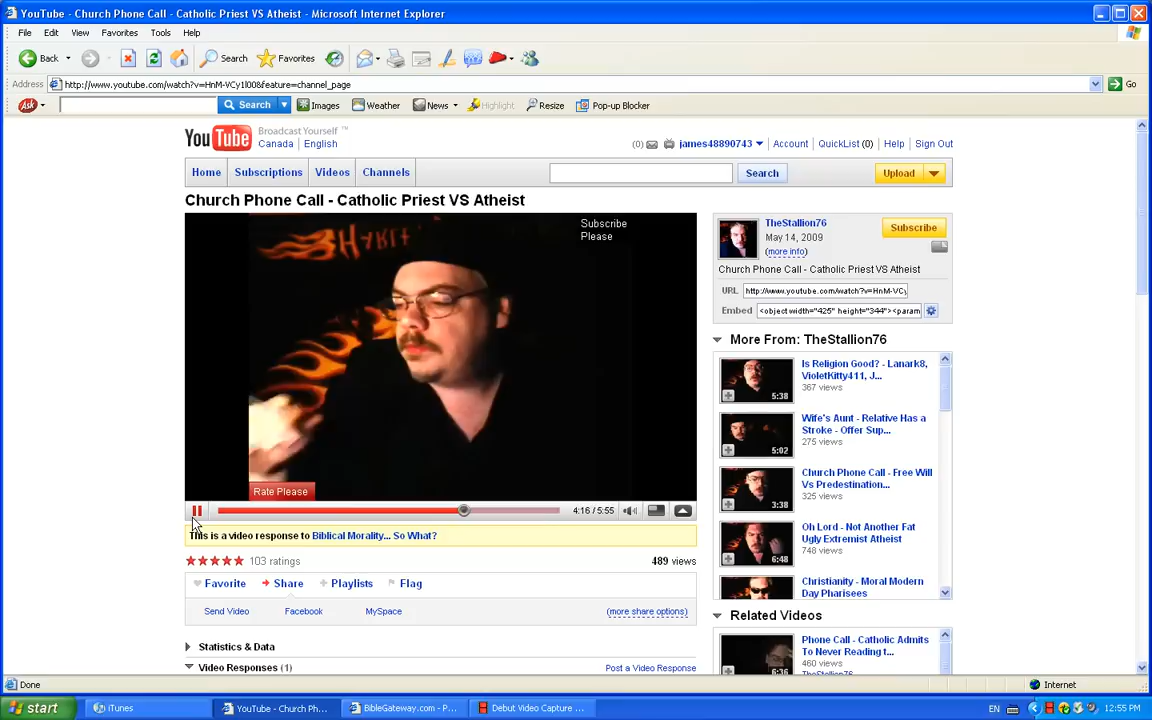 YouTube - Church Phone Call - Catholic Priest VS Atheist - Microsoft Internet Explorer
File Edit View Favorites Tools Help
Back Search Favorites
Address http://www.youtube.com/watch?v=HnM-VCy1l00&feature=channel_page Go
Ask Search Images Weather News Highlight Resize Pop-up Blocker
YouTube Broadcast Yourself ™
Canada | English
(0) james48890743 Account QuickList (0) Help Sign Out
Home Subscriptions Videos Channels Search Upload
Church Phone Call - Catholic Priest VS Atheist
Subscribe
Please
Rate Please
4:16 / 5:55
This is a video response to Biblical Morality... So What?
103 ratings 489 views
Favorite Share Playlists Flag
Send Video Facebook MySpace (more share options)
Statistics & Data
Video Responses (1) Post a Video Response
TheStallion76 Subscribe
May 14, 2009
(more info)
Church Phone Call - Catholic Priest VS Atheist
URL http://www.youtube.com/watch?v=HnM-VCy
Embed <object width="425" height="344"><param
More From: TheStallion76
Is Religion Good? - Lanark8,
VioletKitty411, J...
367 views
5:38
Wife's Aunt - Relative Has a
Stroke - Offer Sup...
275 views
5:02
Church Phone Call - Free Will
Vs Predestination...
325 views
3:38
Oh Lord - Not Another Fat
Ugly Extremist Atheist
748 views
6:48
Christianity - Moral Modern
Day Pharisees
Related Videos
Phone Call - Catholic Admits
To Never Reading t...
460 views
TheStallion76
6:36
Done Internet
start iTunes YouTube - Church Ph... BibleGateway.com - P... Debut Video Capture ... EN 12:55 PM